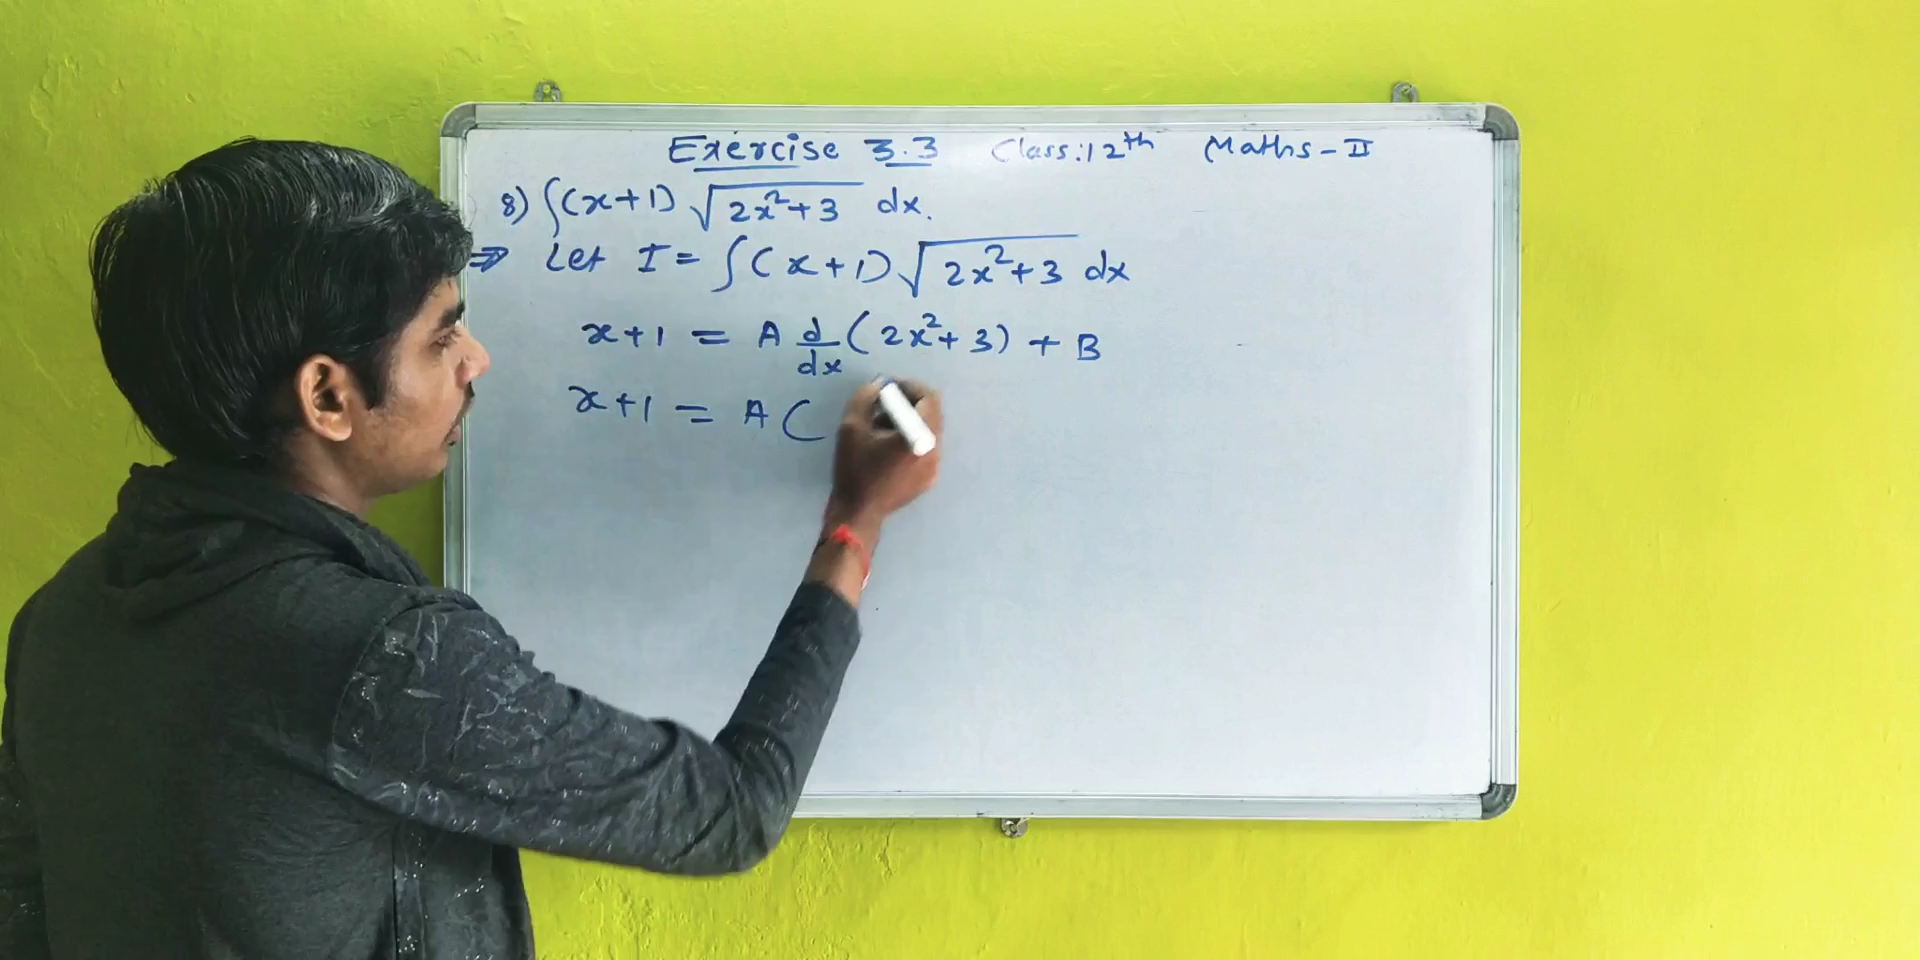 Exercise 3.3 Class:12th Maths-II
8) ∫(x+1) √(2x²+3) dx.
⇒ Let I = ∫(x+1) √(2x²+3) dx
x+1 = A d/dx (2x²+3) + B
x+1 = A (